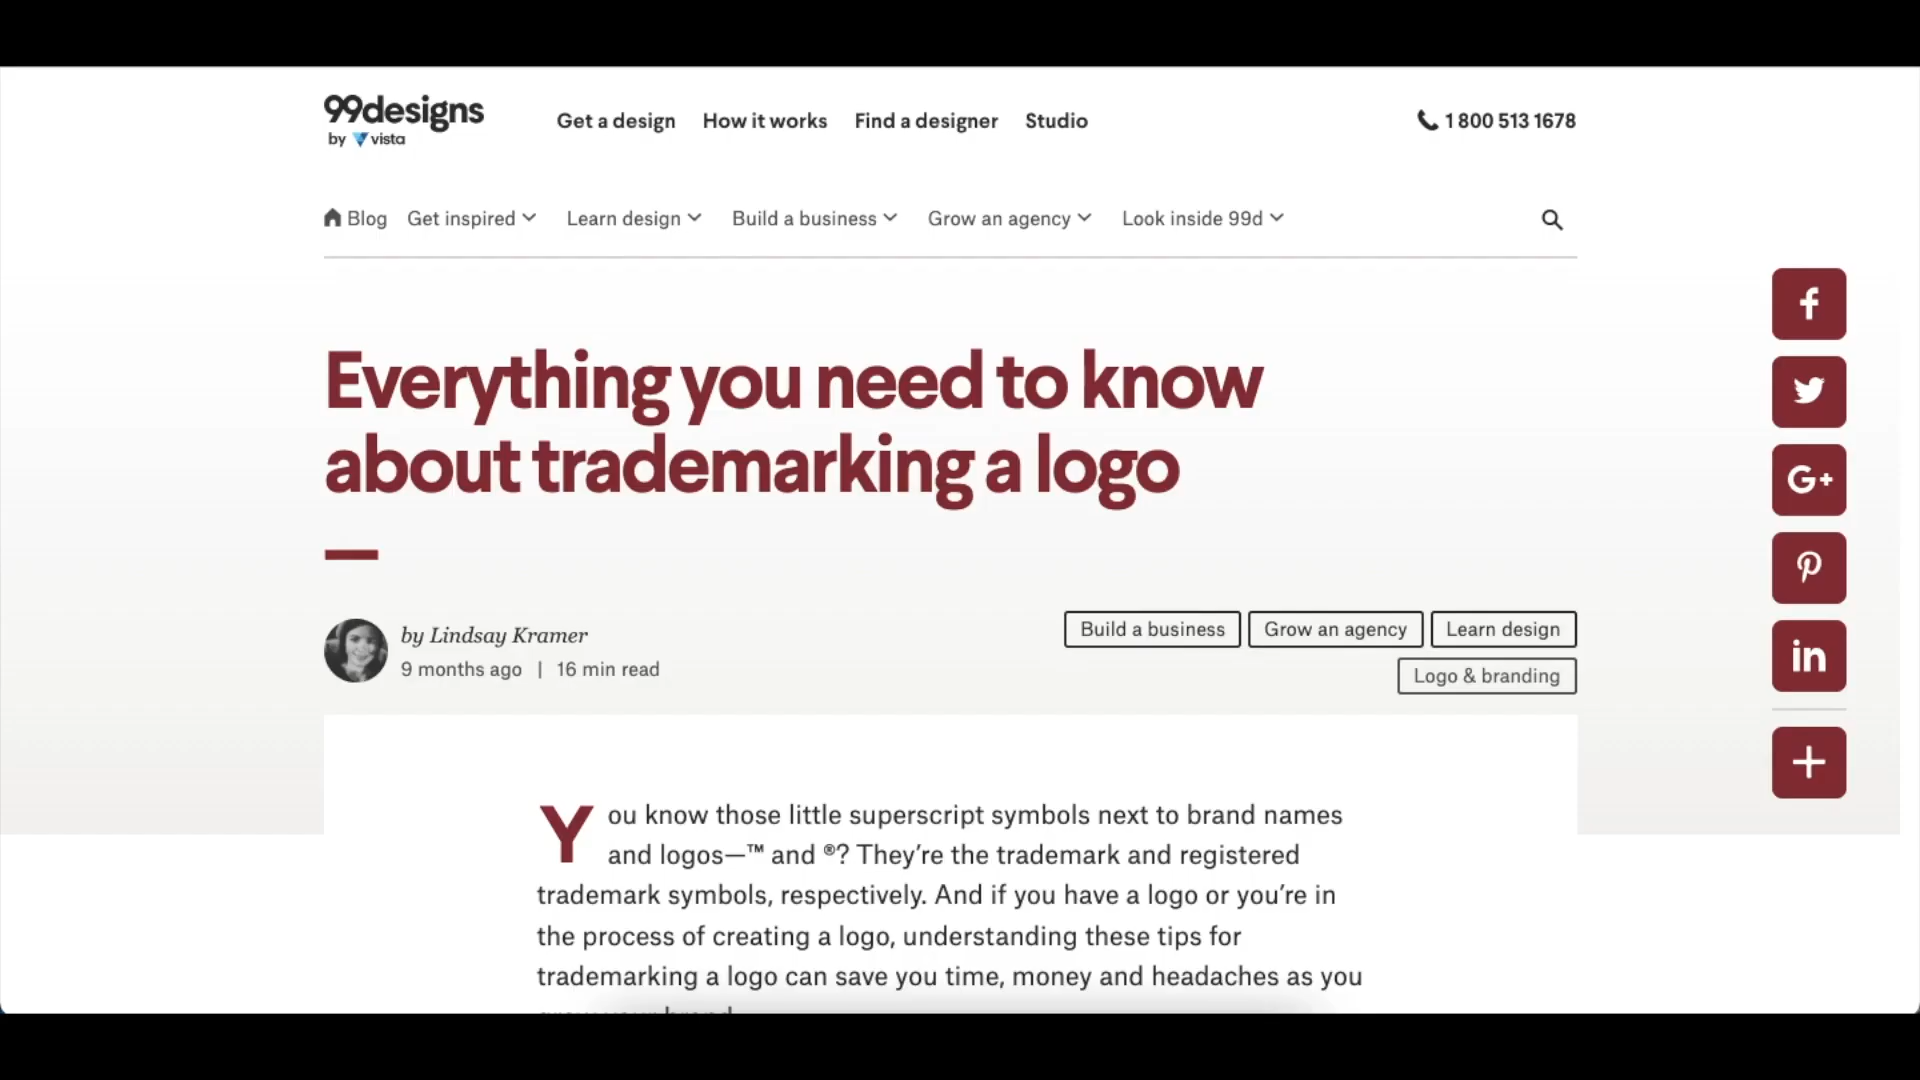 99designs
by vista
Get a design How it works Find a designer Studio
1 800 513 1678
Blog Get inspired Learn design Build a business Grow an agency Look inside 99d
Everything you need to know
about trademarking a logo
by Lindsay Kramer
9 months ago | 16 min read
Build a business Grow an agency Learn design
Logo & branding
You know those little superscript symbols next to brand names
and logos—™ and ®? They’re the trademark and registered
trademark symbols, respectively. And if you have a logo or you’re in
the process of creating a logo, understanding these tips for
trademarking a logo can save you time, money and headaches as you
f
G+
in